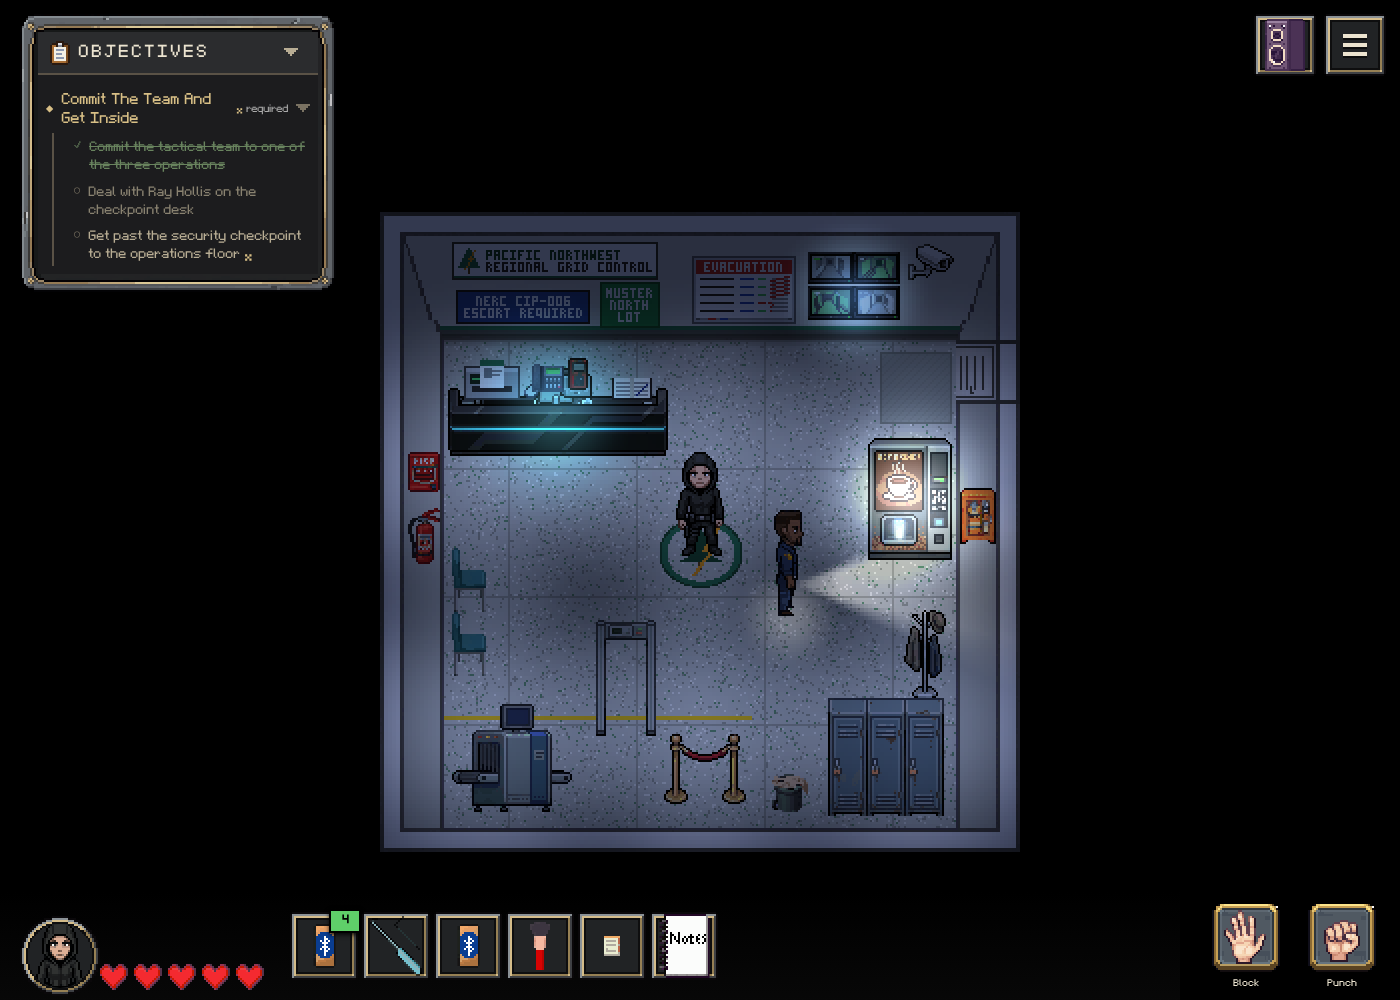 OBJECTIVES
Commit The Team And
Get Inside
x required
Commit the tactical team to one of
the three operations
Deal with Ray Hollis on the
checkpoint desk
Get past the security checkpoint
to the operations floor x
PACIFIC NORTHWEST
REGIONAL GRID CONTROL
EVACUATION
NERC CIP-006
ESCORT REQUIRED
MUSTER
NORTH
LOT
4
Notes
Block
Punch